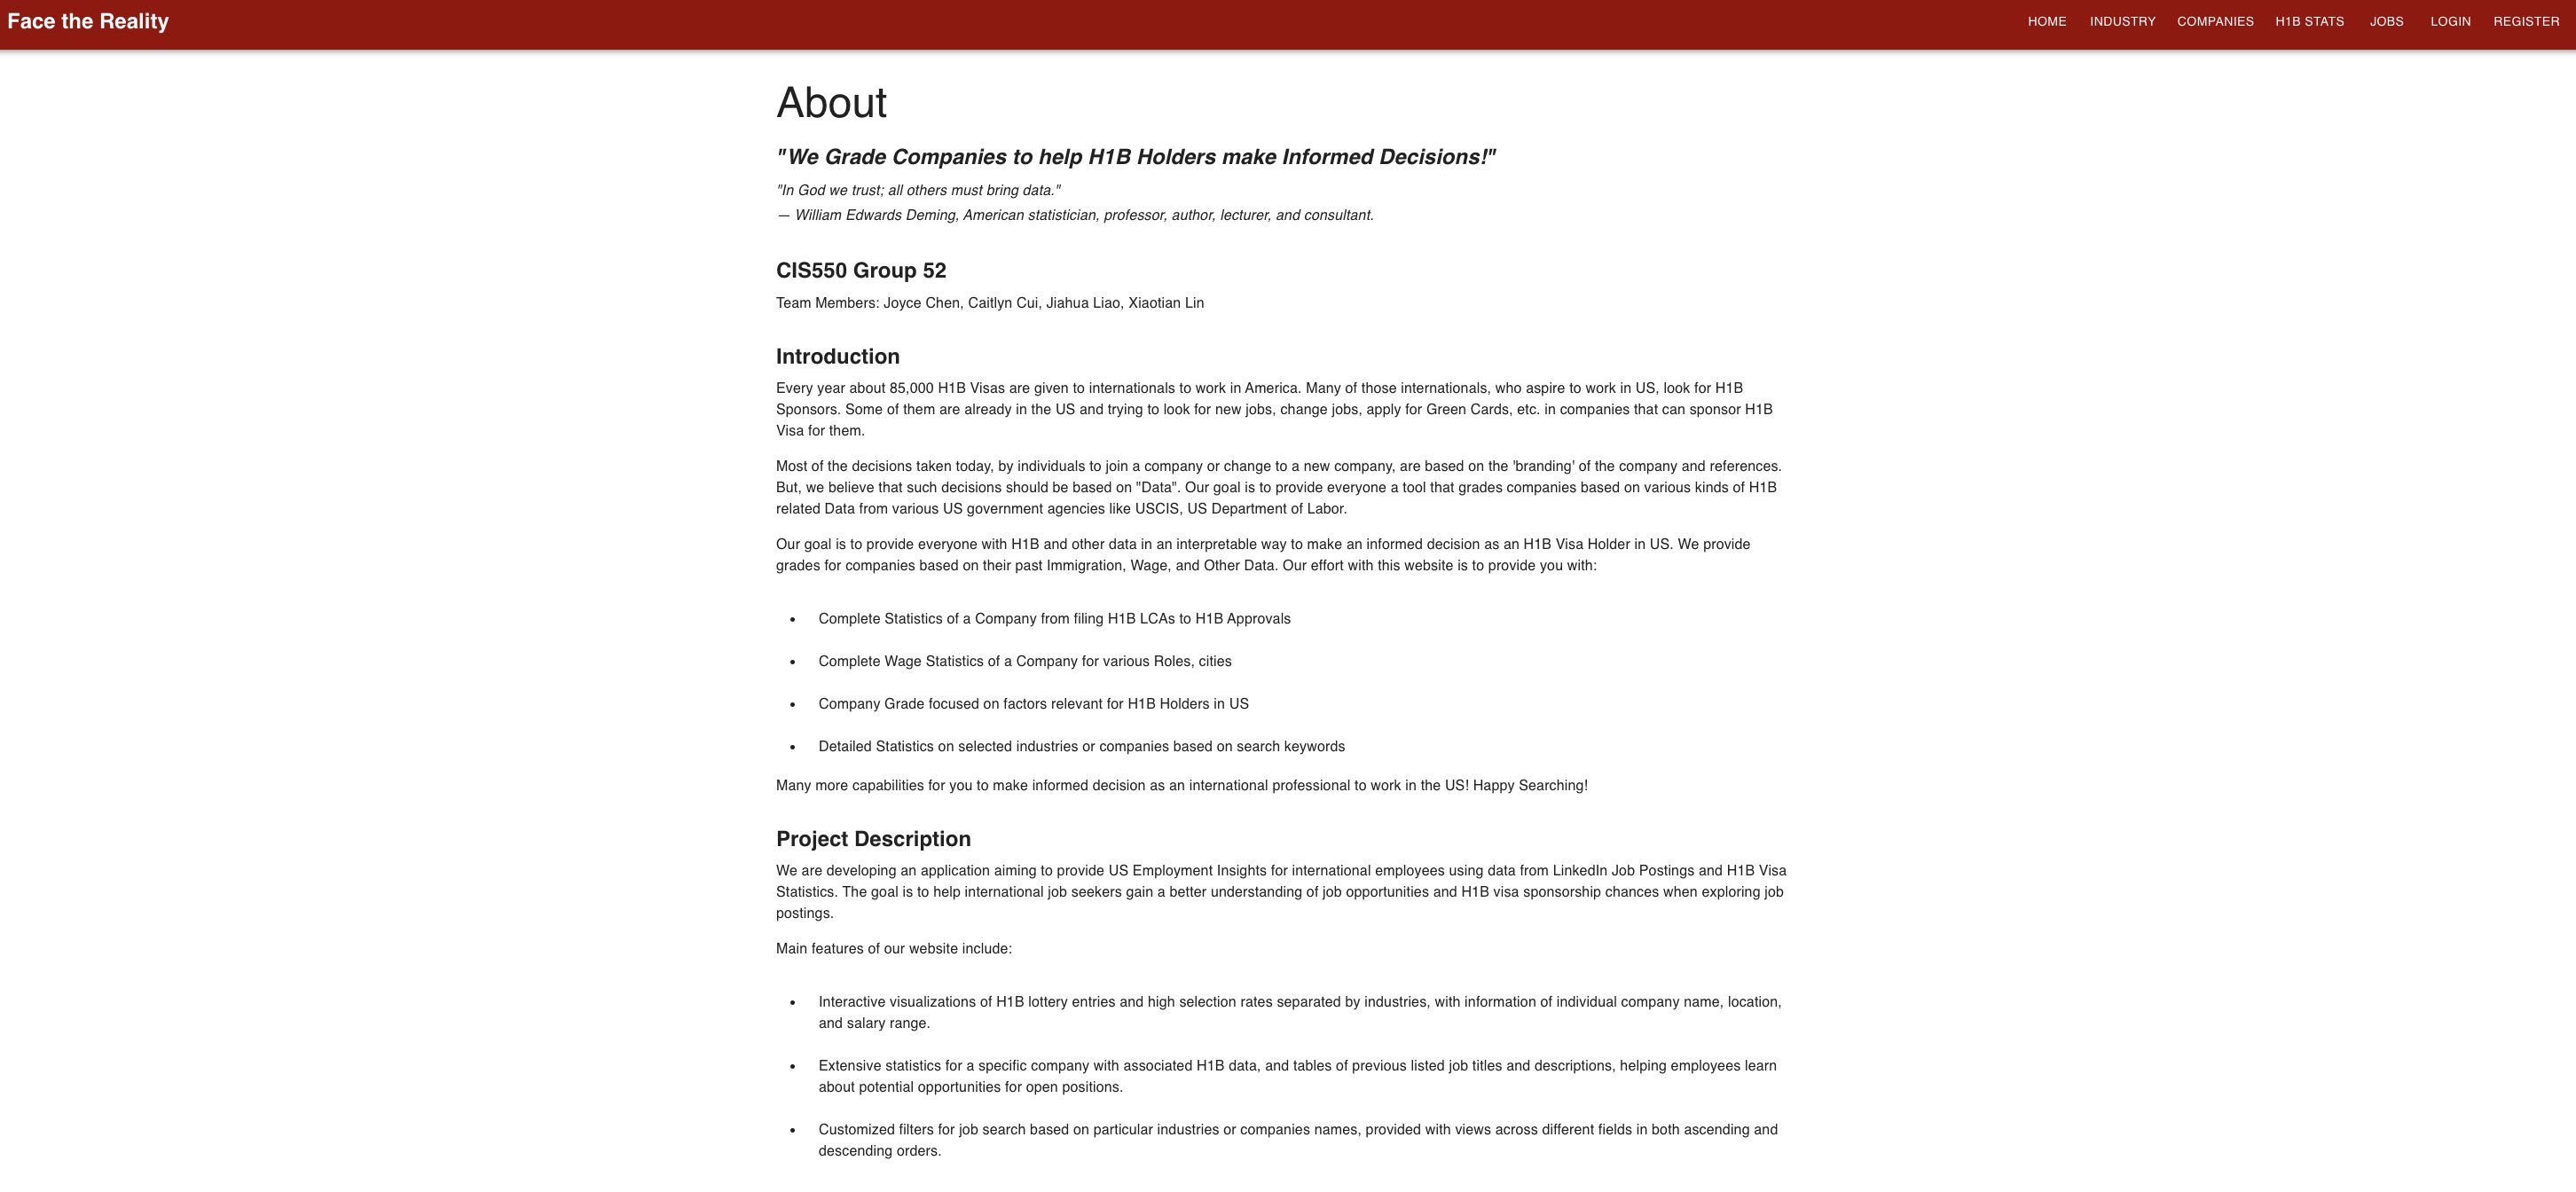 Face the Reality
HOME INDUSTRY COMPANIES H1B STATS JOBS LOGIN REGISTER
About
"We Grade Companies to help H1B Holders make Informed Decisions!"
"In God we trust; all others must bring data."
— William Edwards Deming, American statistician, professor, author, lecturer, and consultant.
CIS550 Group 52
Team Members: Joyce Chen, Caitlyn Cui, Jiahua Liao, Xiaotian Lin
Introduction
Every year about 85,000 H1B Visas are given to internationals to work in America. Many of those internationals, who aspire to work in US, look for H1B
Sponsors. Some of them are already in the US and trying to look for new jobs, change jobs, apply for Green Cards, etc. in companies that can sponsor H1B
Visa for them.
Most of the decisions taken today, by individuals to join a company or change to a new company, are based on the 'branding' of the company and references.
But, we believe that such decisions should be based on "Data". Our goal is to provide everyone a tool that grades companies based on various kinds of H1B
related Data from various US government agencies like USCIS, US Department of Labor.
Our goal is to provide everyone with H1B and other data in an interpretable way to make an informed decision as an H1B Visa Holder in US. We provide
grades for companies based on their past Immigration, Wage, and Other Data. Our effort with this website is to provide you with:
• Complete Statistics of a Company from filing H1B LCAs to H1B Approvals
• Complete Wage Statistics of a Company for various Roles, cities
• Company Grade focused on factors relevant for H1B Holders in US
• Detailed Statistics on selected industries or companies based on search keywords
Many more capabilities for you to make informed decision as an international professional to work in the US! Happy Searching!
Project Description
We are developing an application aiming to provide US Employment Insights for international employees using data from LinkedIn Job Postings and H1B Visa
Statistics. The goal is to help international job seekers gain a better understanding of job opportunities and H1B visa sponsorship chances when exploring job
postings.
Main features of our website include:
• Interactive visualizations of H1B lottery entries and high selection rates separated by industries, with information of individual company name, location,
and salary range.
• Extensive statistics for a specific company with associated H1B data, and tables of previous listed job titles and descriptions, helping employees learn
about potential opportunities for open positions.
• Customized filters for job search based on particular industries or companies names, provided with views across different fields in both ascending and
descending orders.